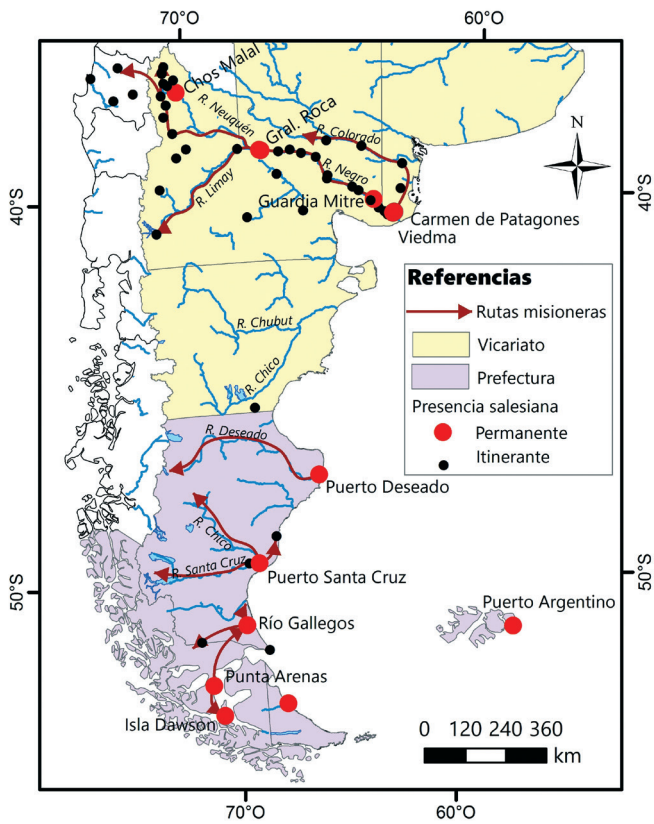 70°O
60°O
Chos Malal
R. Neuquén
Gral. Roca
R. Colorado
N
R. Negro
R. Limay
40°S
40°S
Guardia Mitre
Carmen de Patagones
Viedma
Referencias
Rutas misioneras
R. Chubut
Vicariato
R. Chico
Prefectura
Presencia salesiana
Permanente
R. Deseado
Itinerante
Puerto Deseado
R. Chico
R. Santa Cruz
Puerto Santa Cruz
50°S
50°S
Puerto Argentino
Río Gallegos
Punta Arenas
Isla Dawson
0 120 240 360
km
70°O
60°O